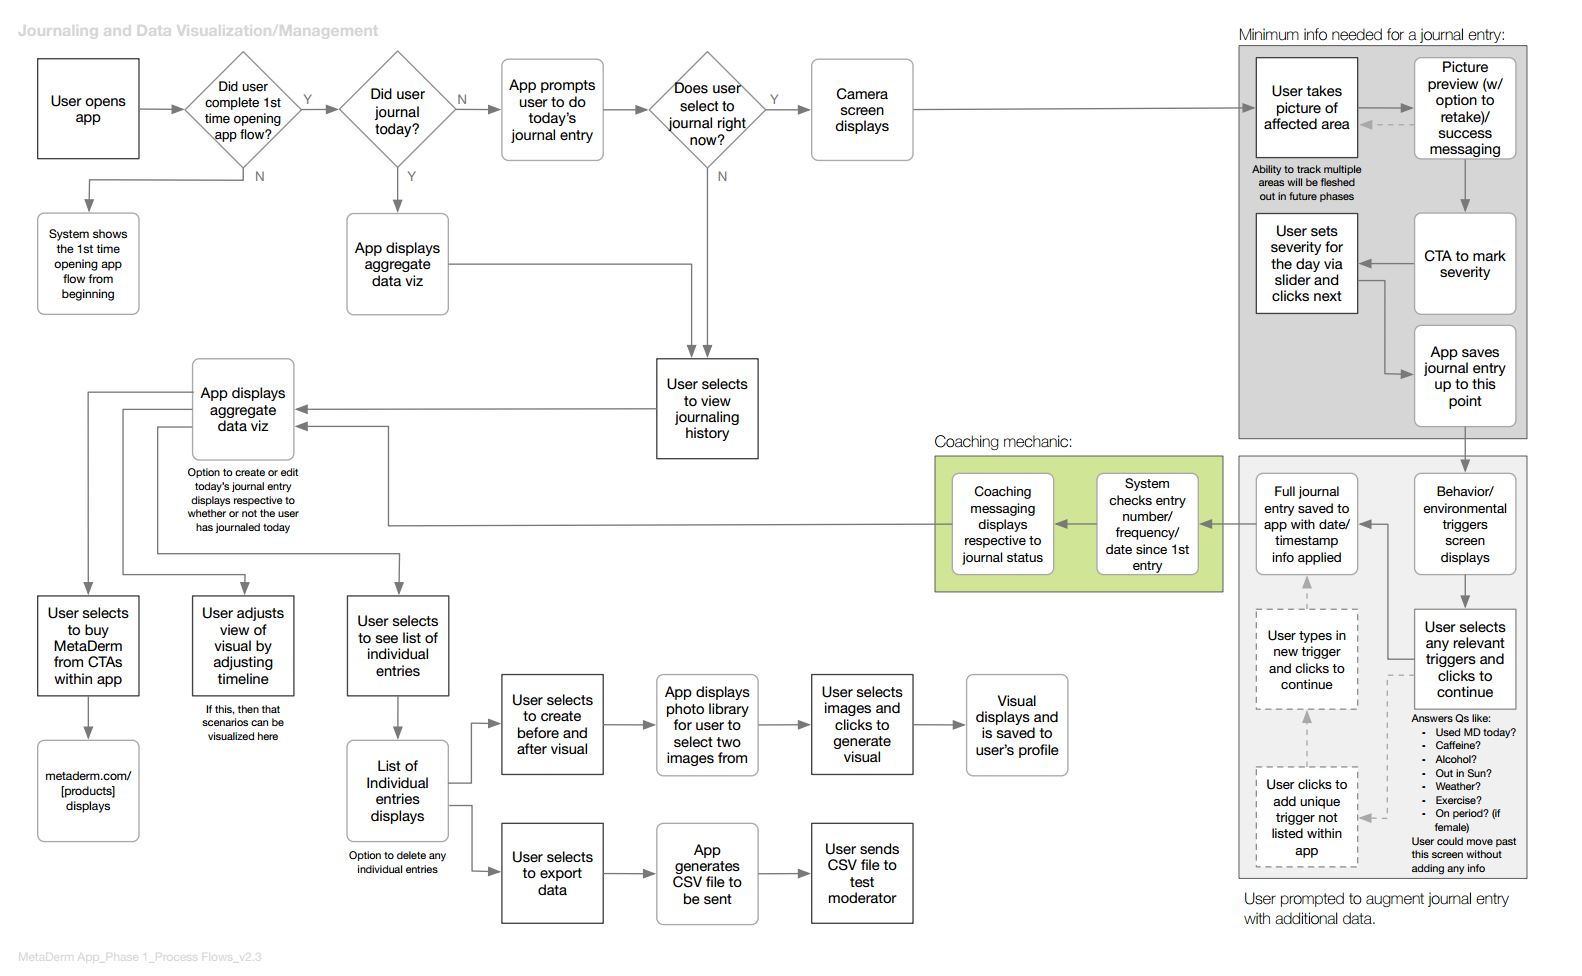 Journaling and Data Visualization/Management
User opens
app
Did user
complete 1st
time opening
app flow?
Y
N
Did user
journal
today?
N
Y
App prompts
user to do
today's
journal entry
Does user
select to
journal right
now?
Y
N
Camera
screen
displays
Minimum info needed for a journal entry:
User takes
picture of
affected area
Ability to track multiple
areas will be fleshed
out in future phases
Picture
preview (w/
option to
retake)/
success
messaging
System shows
the 1st time
opening app
flow from
beginning
App displays
aggregate
data viz
User sets
severity for
the day via
slider and
clicks next
CTA to mark
severity
App saves
journal entry
up to this
point
App displays
aggregate
data viz
Option to create or edit
today's journal entry
displays respective to
whether or not the user
has journaled today
User selects
to view
journaling
history
Coaching mechanic:
Coaching
messaging
displays
respective to
journal status
System
checks entry
number/
frequency/
date since 1st
entry
Full journal
entry saved to
app with date/
timestamp
info applied
Behavior/
environmental
triggers
screen
displays
User selects
to buy
MetaDerm
from CTAs
within app
User adjusts
view of
visual by
adjusting
timeline
If this, then that
scenarios can be
visualized here
User selects
to see list of
individual
entries
User types in
new trigger
and clicks to
continue
User selects
any relevant
triggers and
clicks to
continue
Answers Qs like:
- Used MD today?
- Caffeine?
- Alcohol?
- Out in Sun?
- Weather?
- Exercise?
- On period? (if
female)
User could move past
this screen without
adding any info
User clicks to
add unique
trigger not
listed within
app
User prompted to augment journal entry
with additional data.
metaderm.com/
[products]
displays
List of
Individual
entries
displays
Option to delete any
individual entries
User selects
to create
before and
after visual
App displays
photo library
for user to
select two
images from
User selects
images and
clicks to
generate
visual
Visual
displays and
is saved to
user's profile
User selects
to export
data
App
generates
CSV file to
be sent
User sends
CSV file to
test
moderator
MetaDerm App_Phase 1_Process Flows_v2.3